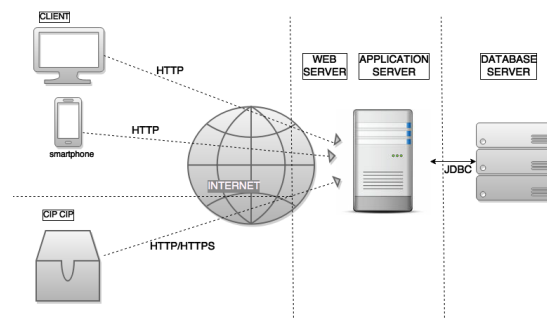 CLIENT
HTTP
smartphone
HTTP
INTERNET
CIP CIP
HTTP/HTTPS
WEB
SERVER
APPLICATION
SERVER
JDBC
DATABASE
SERVER